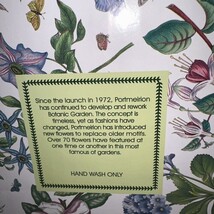 Since the launch in 1972, Portmeirion
has continued to develop and rework
Botanic Garden. The concept is
timeless, yet as fashions have
changed, Portmeirion has introduced
new flowers to replace older motifs.
Over 70 flowers have featured at
one time or another in this most
famous of gardens.
HAND WASH ONLY